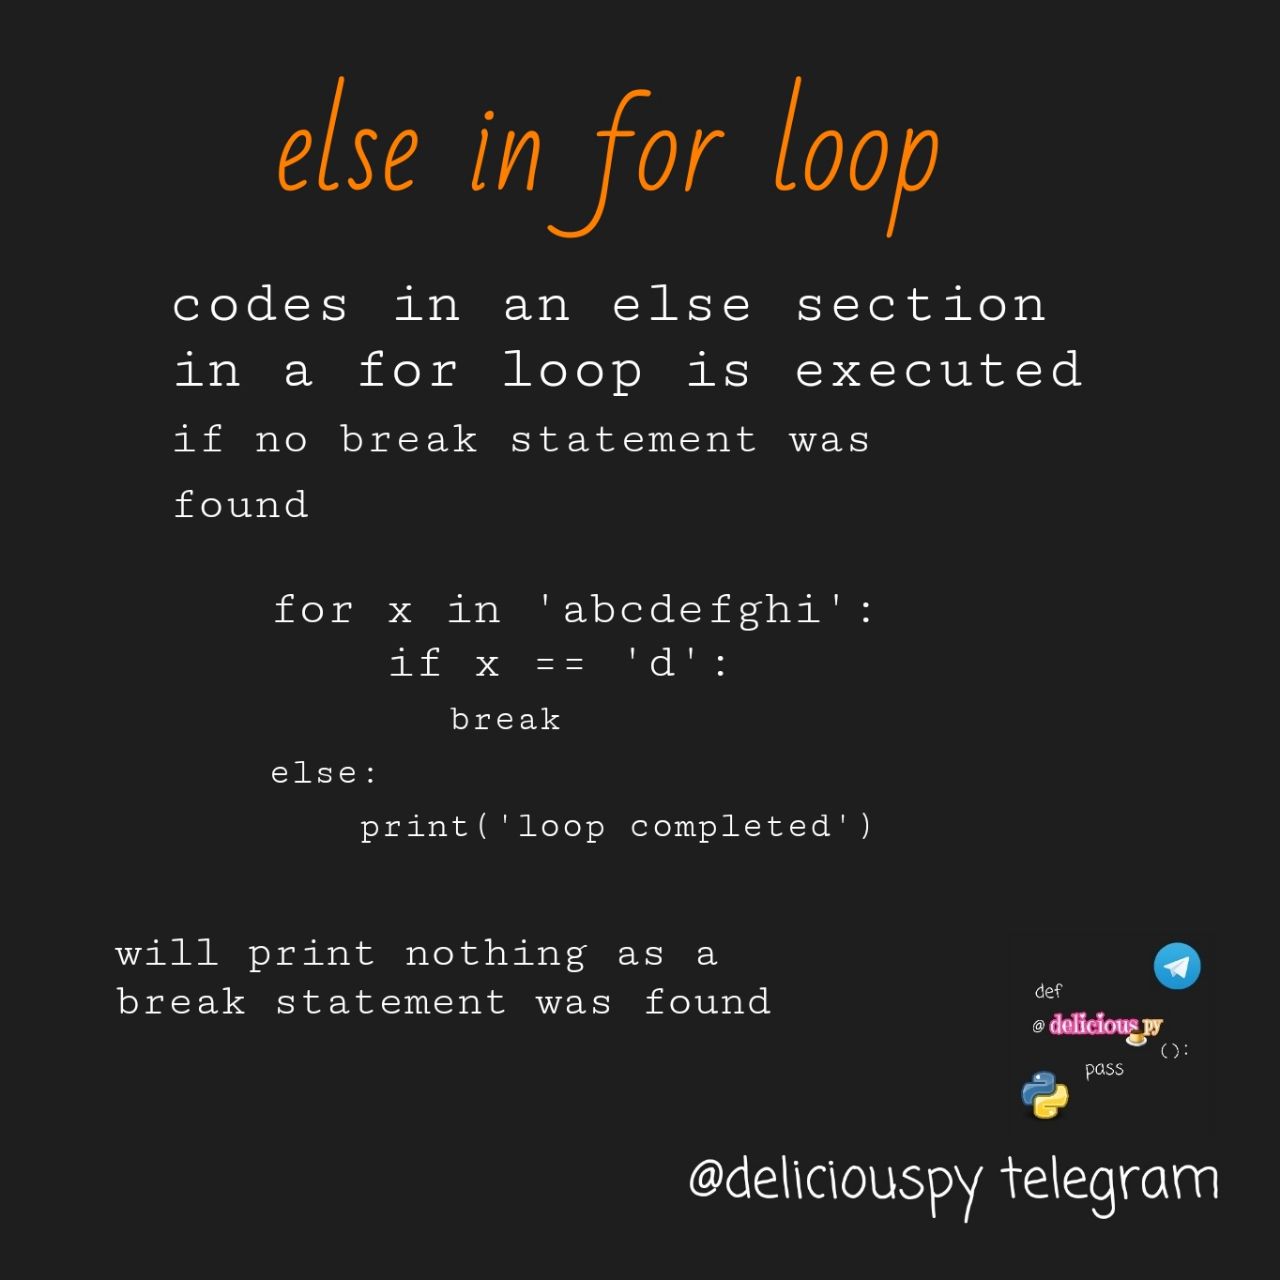 else in for loop
codes in an else section
in a for loop is executed
if no break statement was
found
for x in 'abcdefghi':
if x == 'd':
break
else:
print('loop completed')
will print nothing as a
break statement was found
def
@deliciouspy
():
pass
@deliciouspy telegram